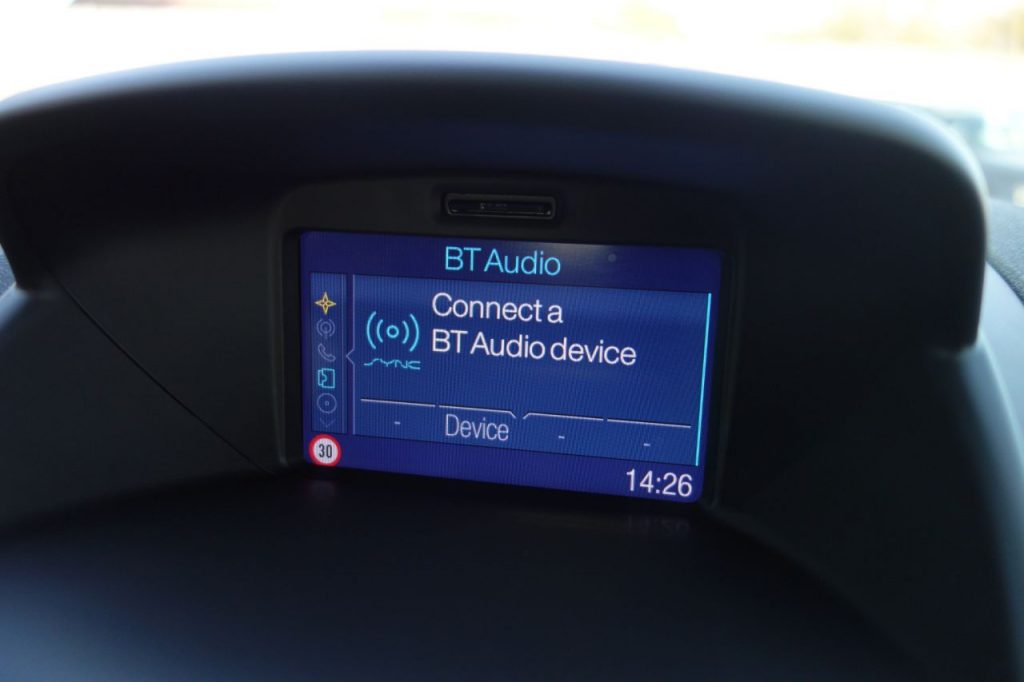 BT Audio
Connect a
BT Audio device
SYNC
- Device - -
30
14:26